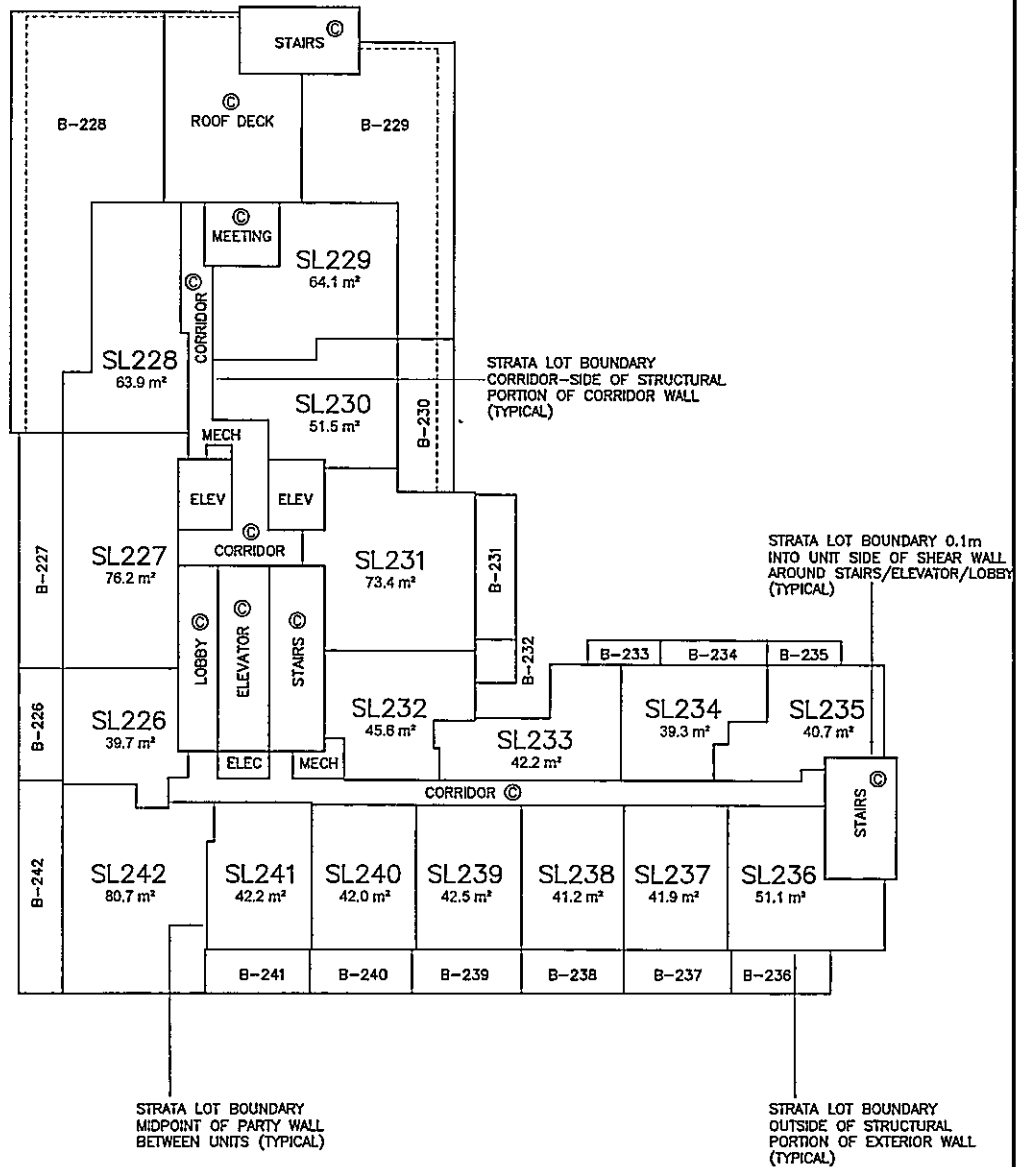 STAIRS ©
B-228
©
ROOF DECK
B-229
©
MEETING
SL229
64.1 m²
© CORRIDOR
SL228
63.9 m²
STRATA LOT BOUNDARY
CORRIDOR-SIDE OF STRUCTURAL
PORTION OF CORRIDOR WALL
(TYPICAL)
SL230
51.5 m²
B-230
MECH
ELEV
ELEV
©
CORRIDOR
B-227
SL227
76.2 m²
SL231
73.4 m²
B-231
STRATA LOT BOUNDARY 0.1m
INTO UNIT SIDE OF SHEAR WALL
AROUND STAIRS/ELEVATOR/LOBBY
(TYPICAL)
LOBBY ©
ELEVATOR ©
STAIRS ©
B-232
B-233
B-234
B-235
B-226
SL226
39.7 m²
SL232
45.6 m²
SL233
42.2 m²
SL234
39.3 m²
SL235
40.7 m²
ELEC
MECH
CORRIDOR ©
STAIRS ©
B-242
SL242
80.7 m²
SL241
42.2 m²
SL240
42.0 m²
SL239
42.5 m²
SL238
41.2 m²
SL237
41.9 m²
SL236
51.1 m²
B-241
B-240
B-239
B-238
B-237
B-236
STRATA LOT BOUNDARY
MIDPOINT OF PARTY WALL
BETWEEN UNITS (TYPICAL)
STRATA LOT BOUNDARY
OUTSIDE OF STRUCTURAL
PORTION OF EXTERIOR WALL
(TYPICAL)